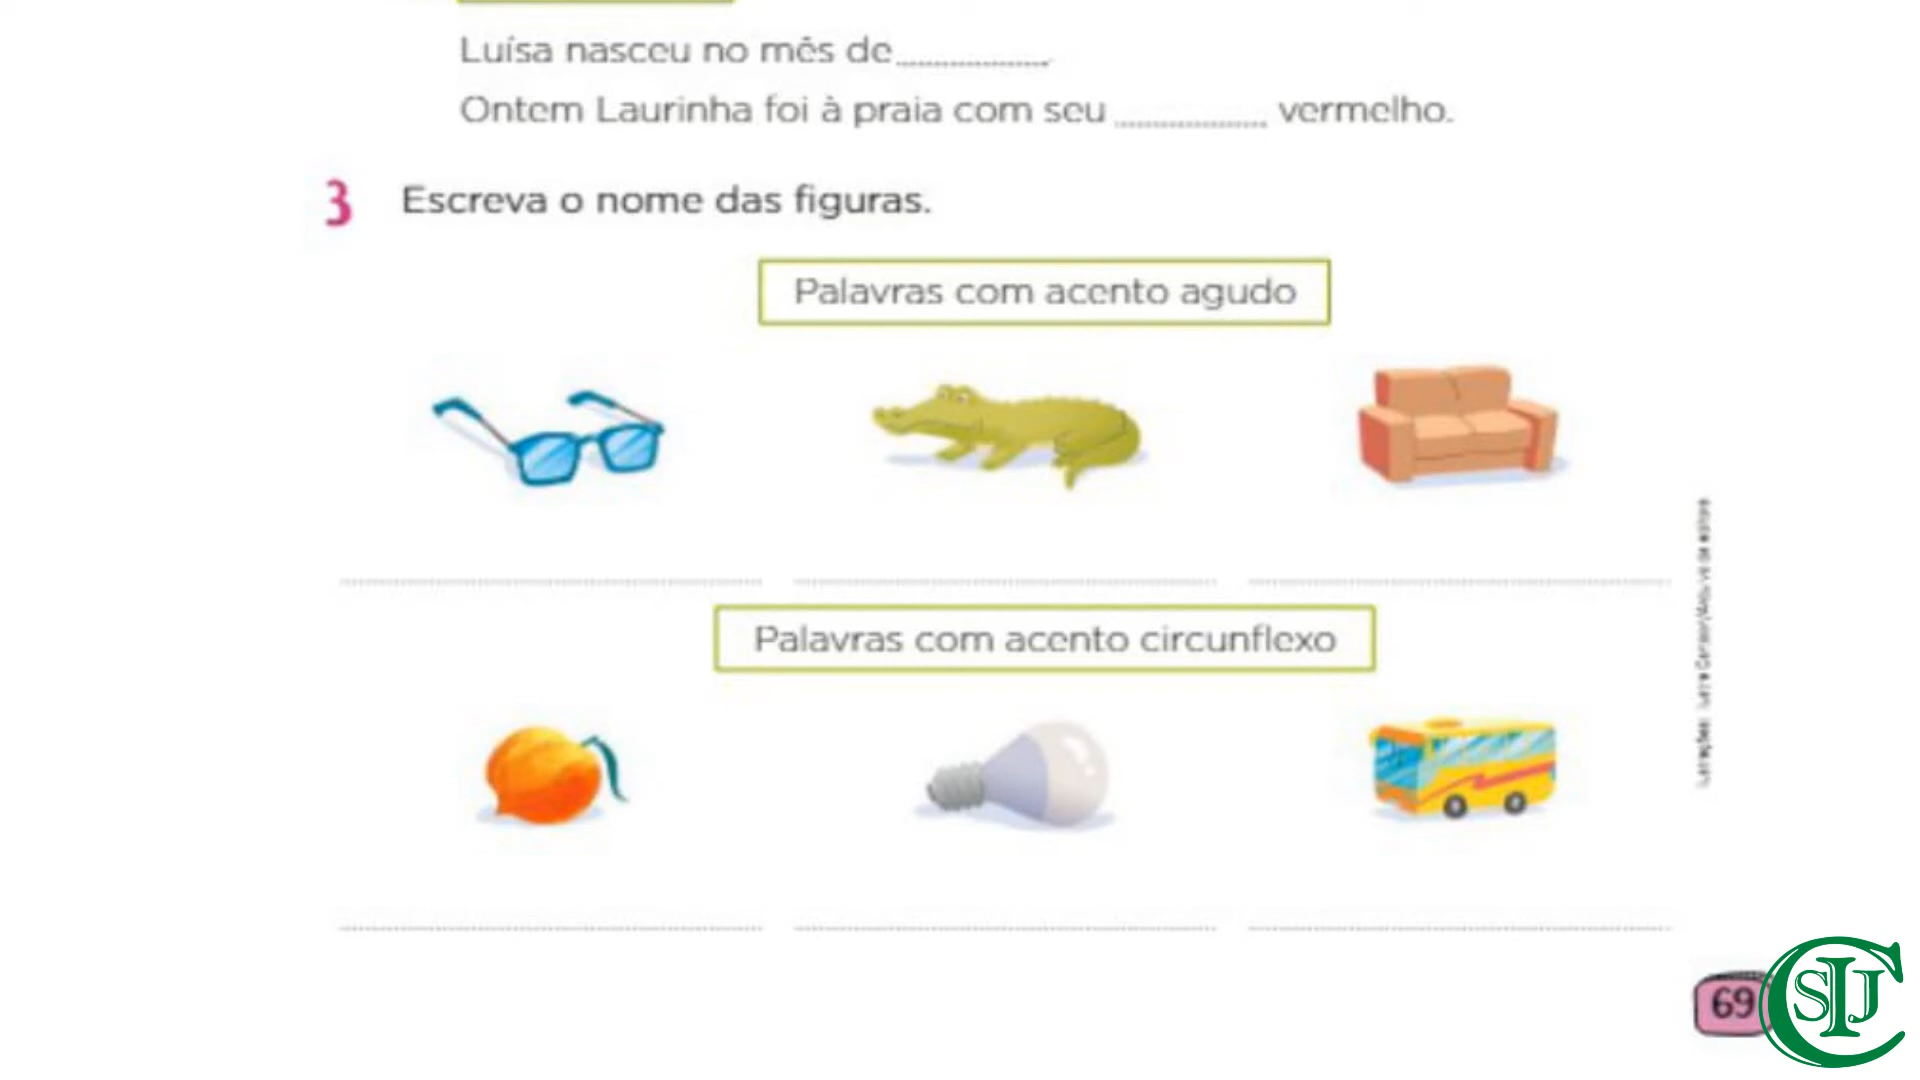 Luísa nasceu no mês de
Ontem Laurinha foi à praia com seu vermelho.
3 Escreva o nome das figuras.
Palavras com acento agudo
Palavras com acento circunflexo
69
CSIJ